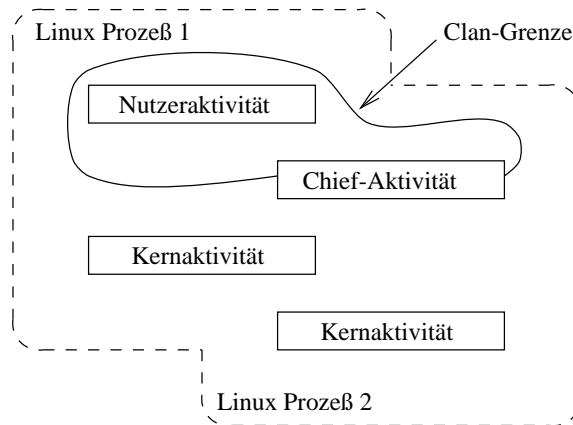 Linux Prozeß 1
Clan-Grenze
Nutzeraktivität
Chief-Aktivität
Kernaktivität
Kernaktivität
Linux Prozeß 2